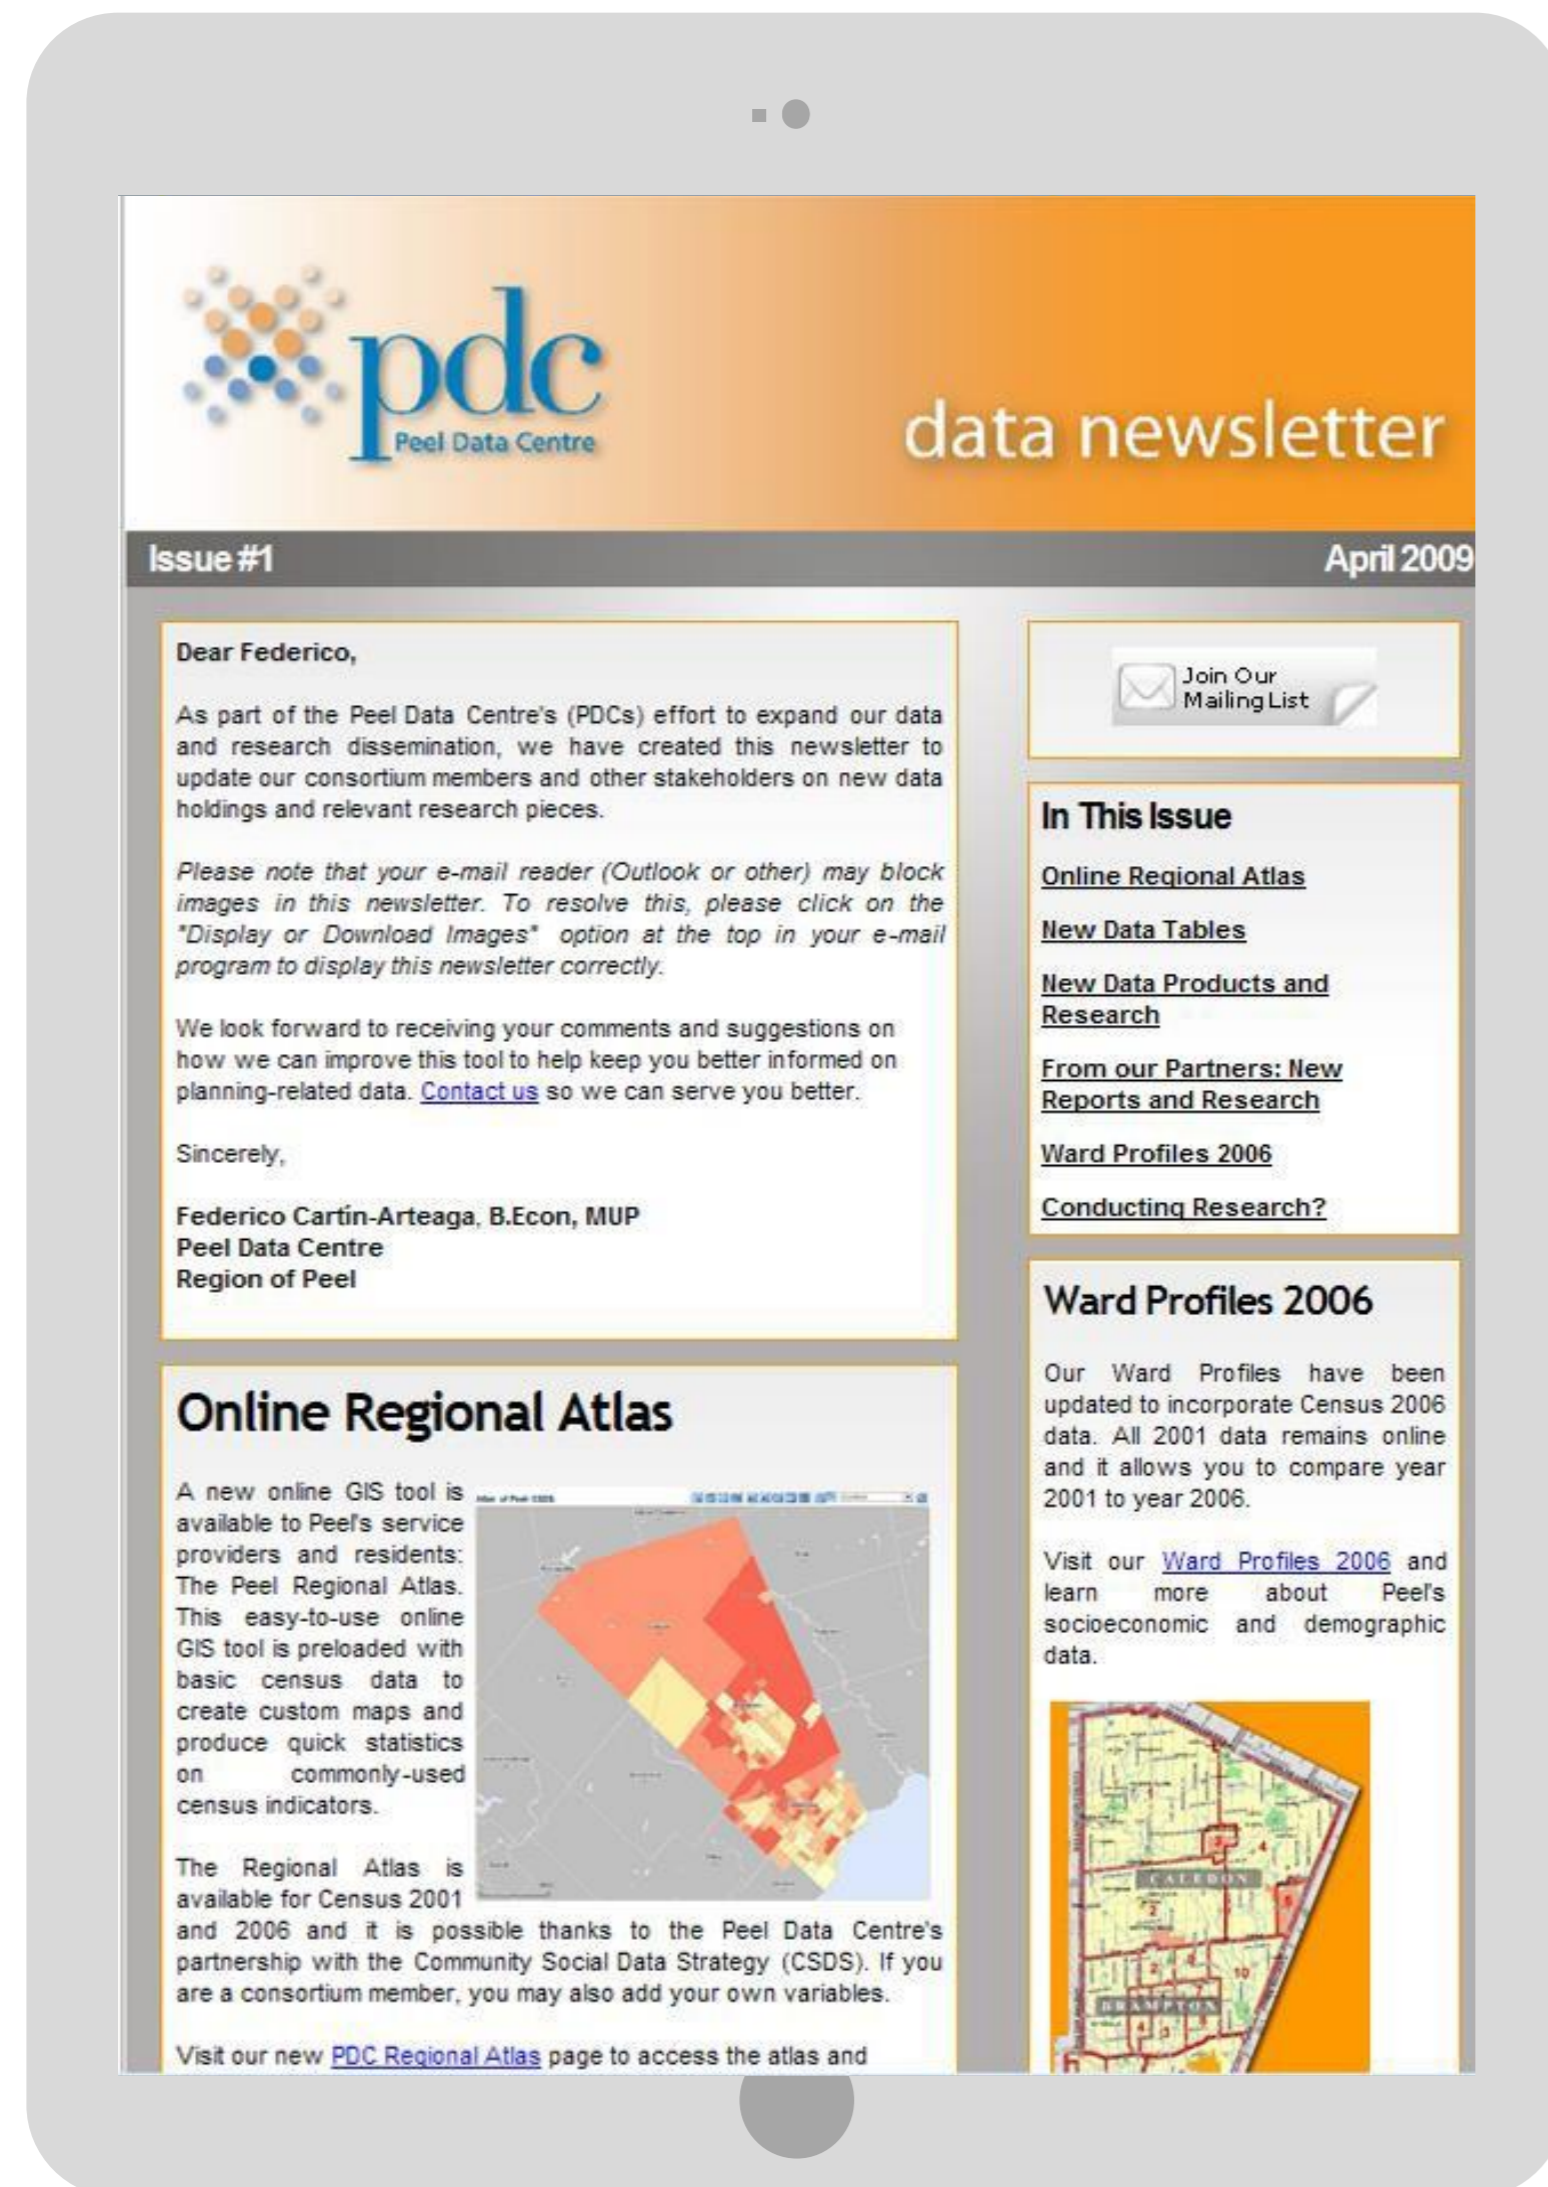 pdc
Peel Data Centre
data newsletter
Issue #1
April 2009
Dear Federico,
As part of the Peel Data Centre's (PDCs) effort to expand our data
and research dissemination, we have created this newsletter to
update our consortium members and other stakeholders on new data
holdings and relevant research pieces.
Please note that your e-mail reader (Outlook or other) may block
images in this newsletter. To resolve this, please click on the
"Display or Download Images" option at the top in your e-mail
program to display this newsletter correctly.
We look forward to receiving your comments and suggestions on
how we can improve this tool to help keep you better informed on
planning-related data. Contact us so we can serve you better.
Sincerely,
Federico Cartín-Arteaga, B.Econ, MUP
Peel Data Centre
Region of Peel
Online Regional Atlas
A new online GIS tool is
available to Peel's service
providers and residents:
The Peel Regional Atlas.
This easy-to-use online
GIS tool is preloaded with
basic census data to
create custom maps and
produce quick statistics
on commonly-used
census indicators.
The Regional Atlas is
available for Census 2001
and 2006 and it is possible thanks to the Peel Data Centre's
partnership with the Community Social Data Strategy (CSDS). If you
are a consortium member, you may also add your own variables.
Visit our new PDC Regional Atlas page to access the atlas and
Atlas of Peel CSDS
Join Our
Mailing List
In This Issue
Online Regional Atlas
New Data Tables
New Data Products and
Research
From our Partners: New
Reports and Research
Ward Profiles 2006
Conducting Research?
Ward Profiles 2006
Our Ward Profiles have been
updated to incorporate Census 2006
data. All 2001 data remains online
and it allows you to compare year
2001 to year 2006.
Visit our Ward Profiles 2006 and
learn more about Peel's
socioeconomic and demographic
data.
1
3
4
CALEDON
5
2
2
10
BRAMPTON
4
3